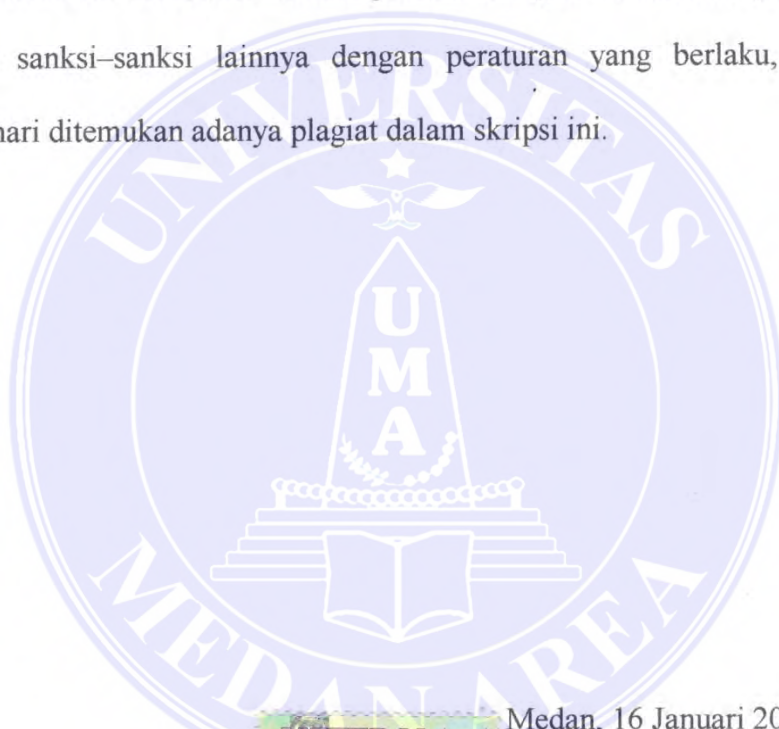 sanksi–sanksi lainnya dengan peraturan yang berlaku,
hari ditemukan adanya plagiat dalam skripsi ini.
UNIVERSITAS
UMA
MEDAN AREA
Medan, 16 Januari 20